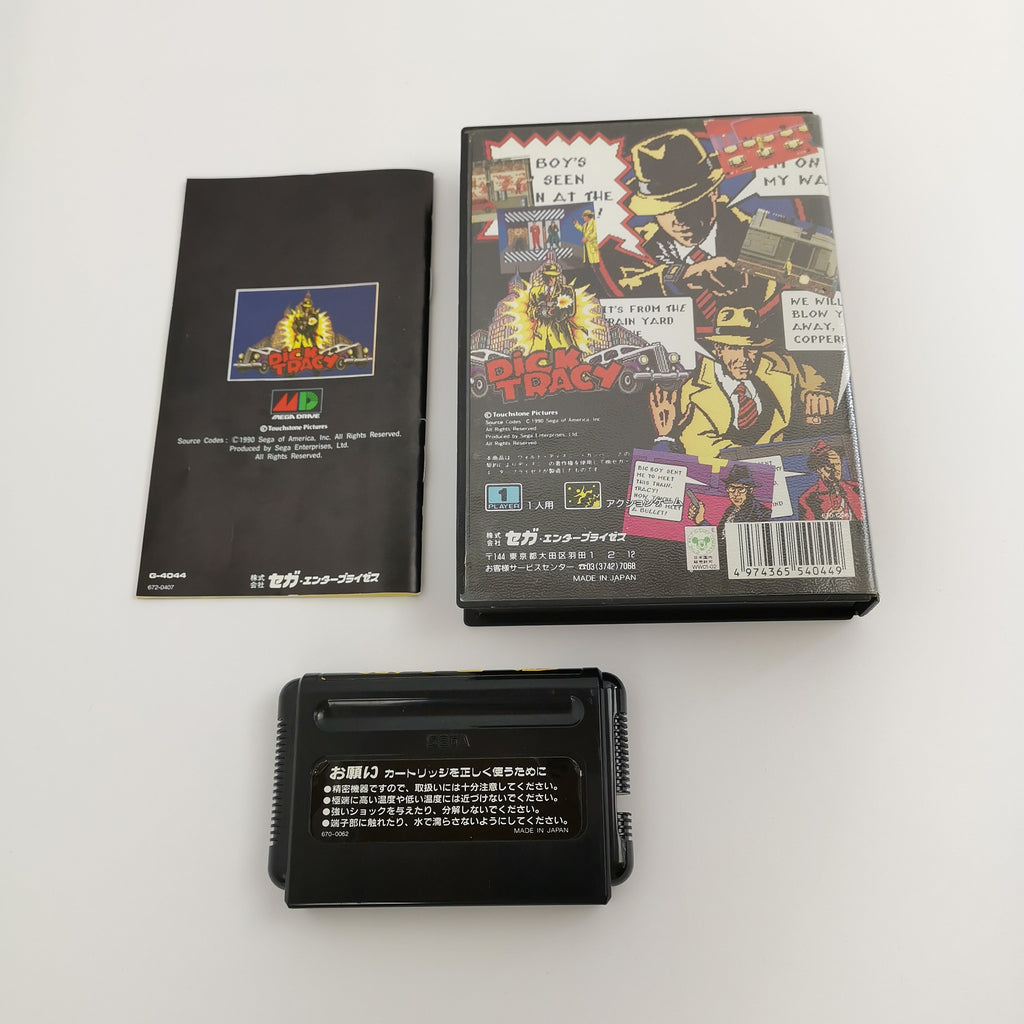 DICK
TRACY
MEGA DRIVE
©Touchstone Pictures
Source Codes: ©1990 Sega of America, Inc. All Rights Reserved.
Produced by Sega Enterprises, Ltd.
All Rights Reserved.
G-4044
672-0407
株式会社 セガ・エンタープライゼス
BOY'S
SEEN
N AT THE
I'M ON
MY WA
IT'S FROM THE
RAIN YARD
WE WILL
BLOW Y
AWAY,
COPPER
DICK
TRACY
©Touchstone Pictures
Source Codes: ©1990 Sega of America, Inc.
All Rights Reserved
Produced by Sega Enterprises, Ltd.
All Rights Reserved.
BIG BOY SENT
ME TO MEET
THIS TRAIN,
TRACY!
A BULLET!
1
PLAYER
1人用
アクションゲーム
株式会社 セガ・エンタープライゼス
〒144 東京都大田区羽田1-2-12
お客様サービスセンター ☎03(3742)7068
MADE IN JAPAN
4 974365 540449
SEGA
お願い カートリッジを正しく使うために
●精密機器ですので、取扱いには十分注意してください。
●極端に高い温度や低い温度には近づけないでください。
●強いショックを与えたり、分解しないでください。
●端子部に触れたり、水で濡らさないようにしてください。
670-0062
MADE IN JAPAN